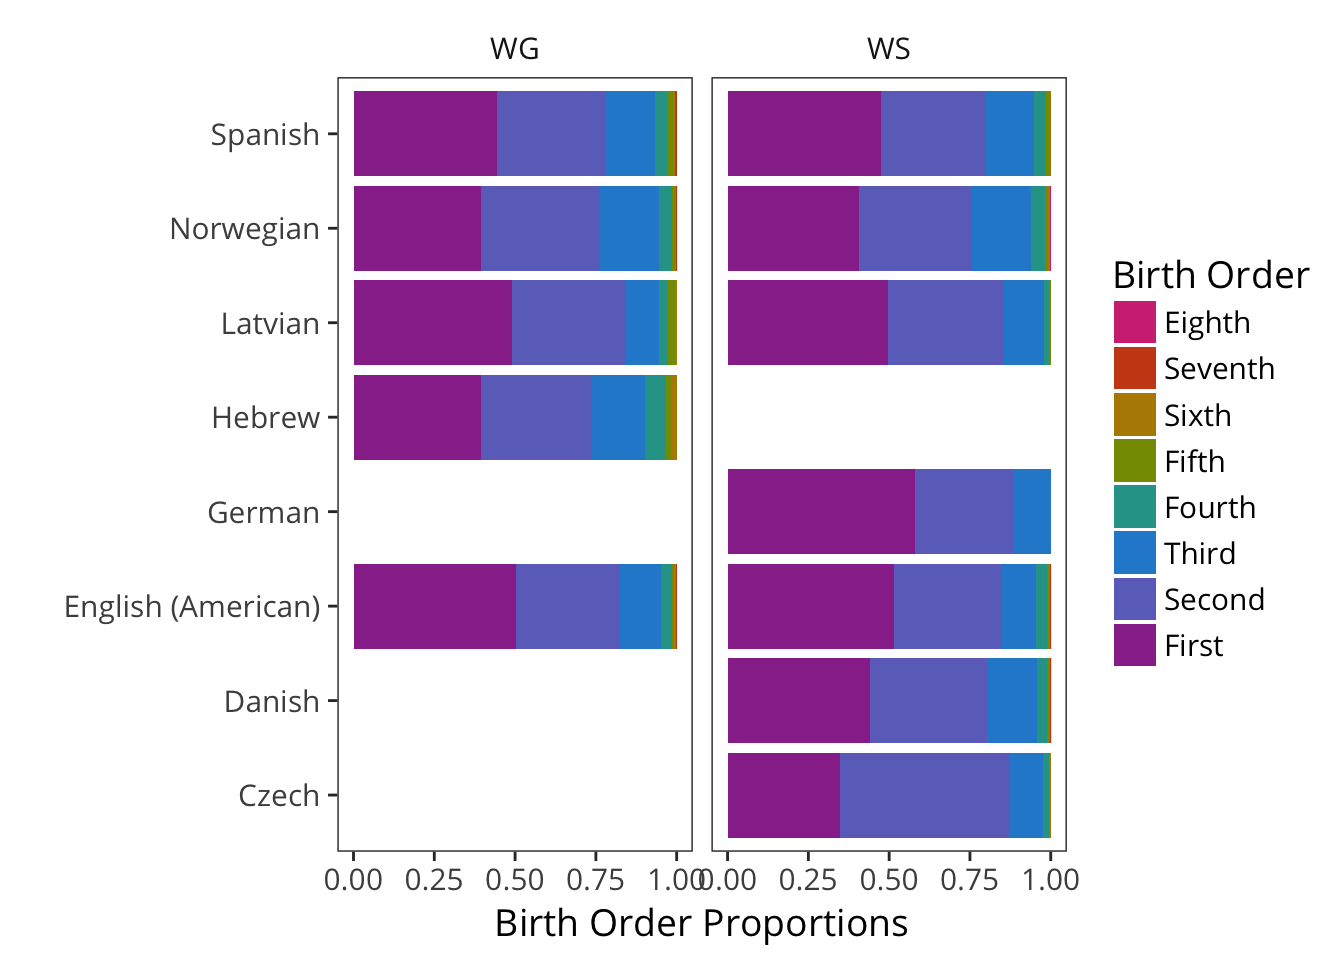 WG
WS
Spanish
Norwegian
Latvian
Hebrew
German
English (American)
Danish
Czech
0.00 0.25 0.50 0.75 1.00
0.00 0.25 0.50 0.75 1.00
Birth Order Proportions
Birth Order
Eighth
Seventh
Sixth
Fifth
Fourth
Third
Second
First